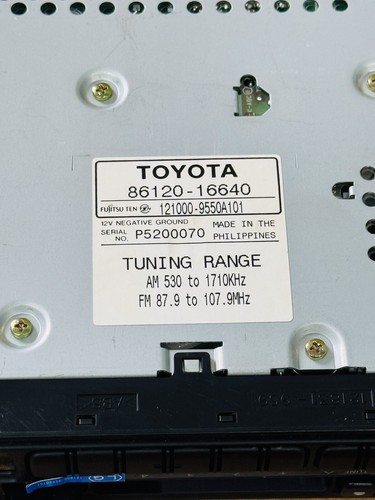 TOYOTA
86120-16640
FUJITSU TEN 121000-9550A101
12V NEGATIVE GROUND
SERIAL NO. P5200070 MADE IN THE PHILIPPINES
TUNING RANGE
AM 530 to 1710KHz
FM 87.9 to 107.9MHz
>ABS<